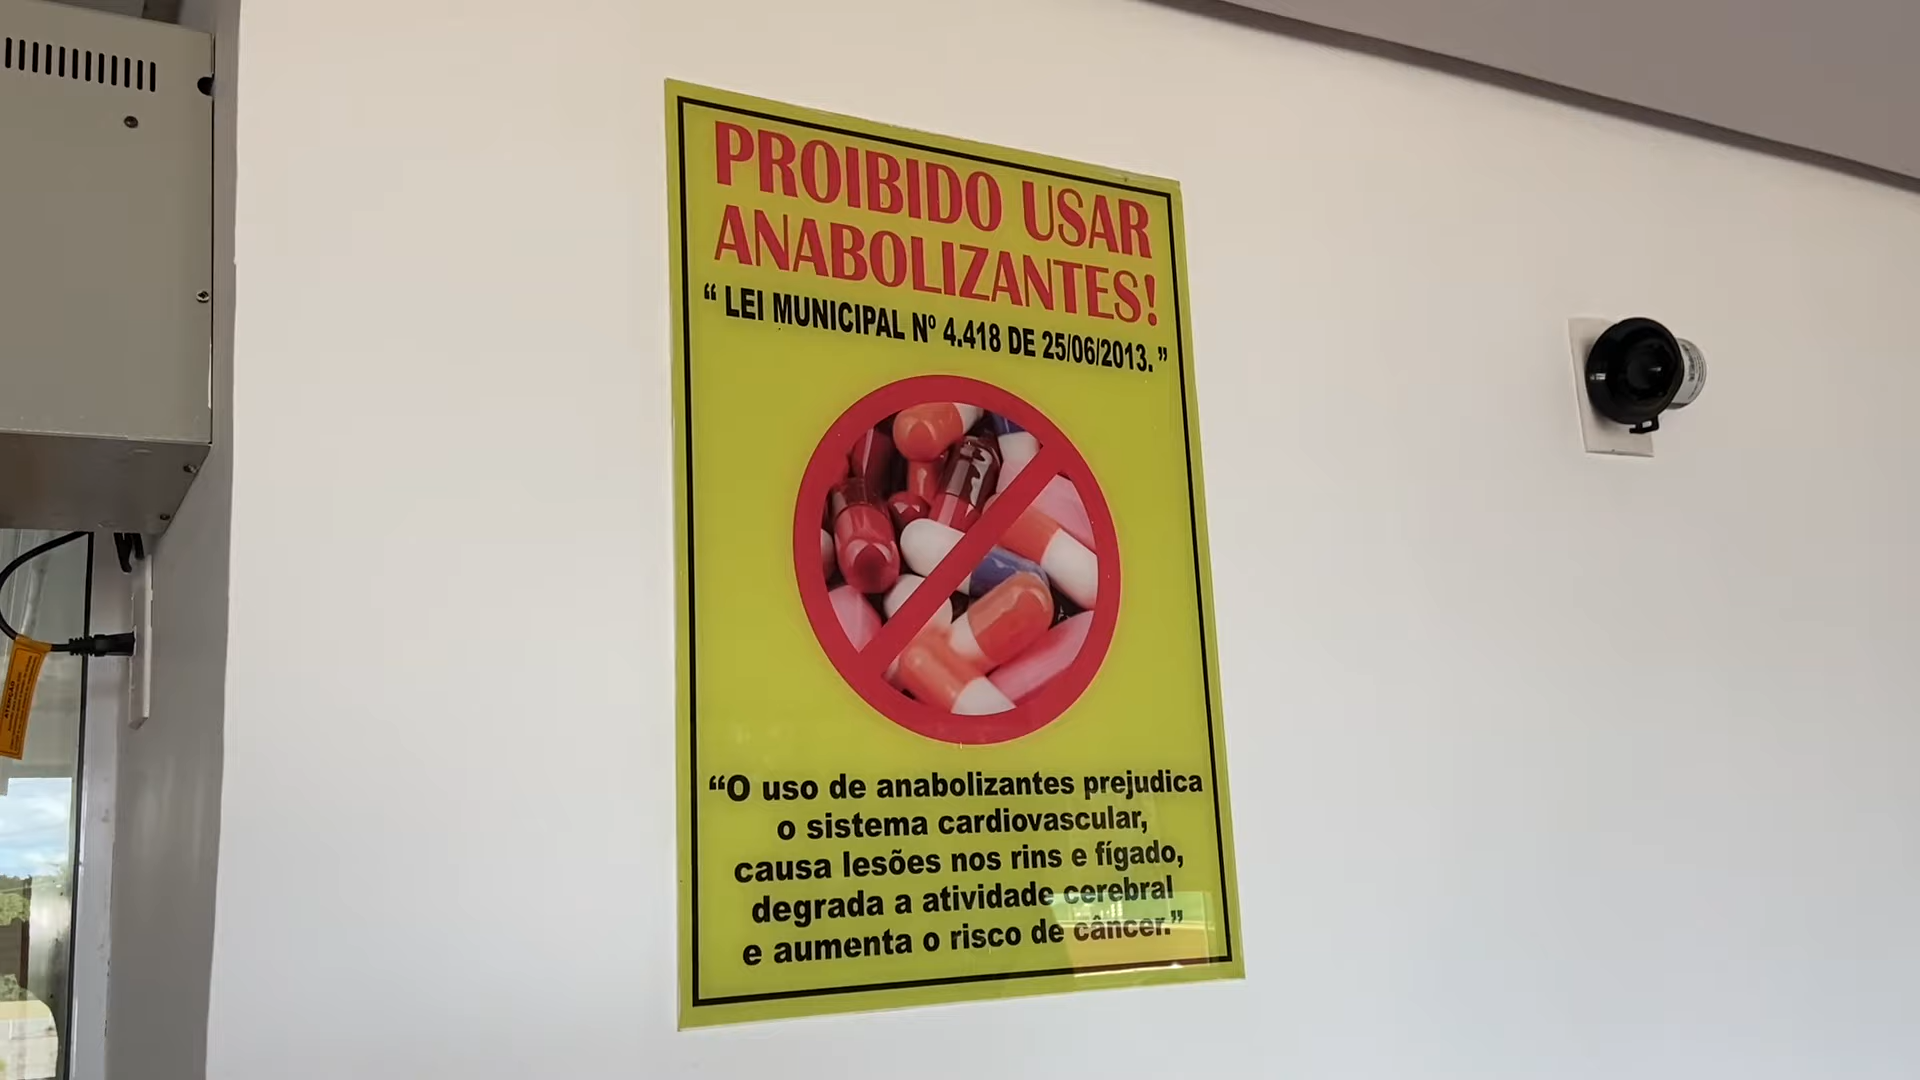 PROIBIDO USAR
ANABOLIZANTES!
“ LEI MUNICIPAL Nº 4.418 DE 25/06/2013. ”
“O uso de anabolizantes prejudica
o sistema cardiovascular,
causa lesões nos rins e fígado,
degrada a atividade cerebral
e aumenta o risco de câncer.”
ATENÇÃO